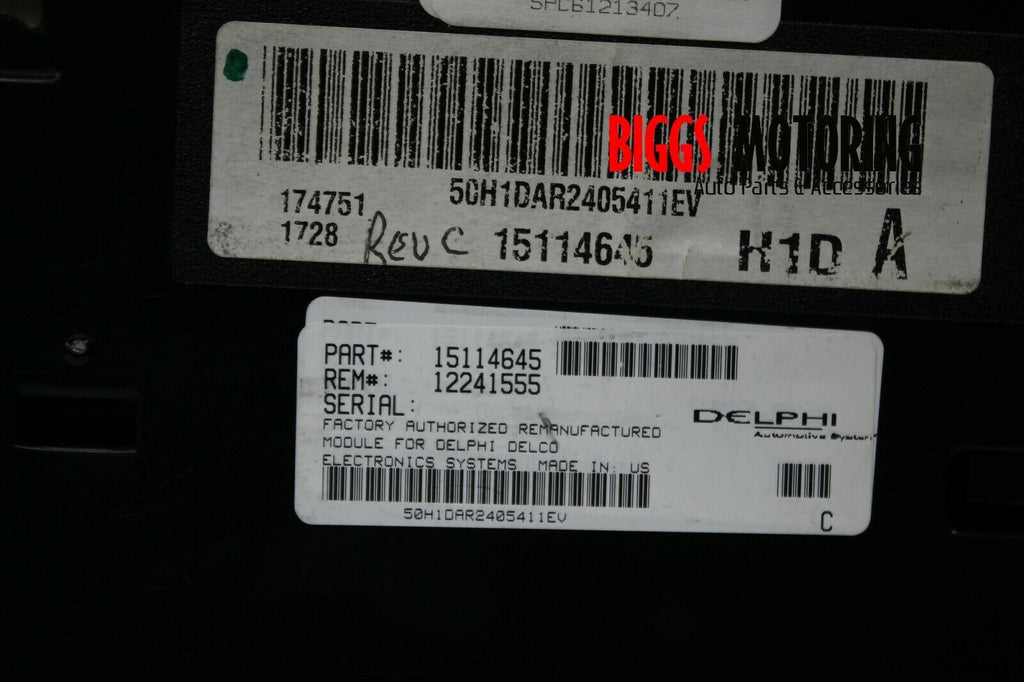 SPC61213407
BIGGS MOTORING
Auto Parts & Accessories
50H1DAR2405411EV
174751
1728 Rev C 15114645 H1D A
PART#: 15114645
REM#: 12241555
SERIAL:
DELPHI
Automotive Systems
FACTORY AUTHORIZED REMANUFACTURED
MODULE FOR DELPHI DELCO
ELECTRONICS SYSTEMS MADE IN: US
50H1DAR2405411EV
C